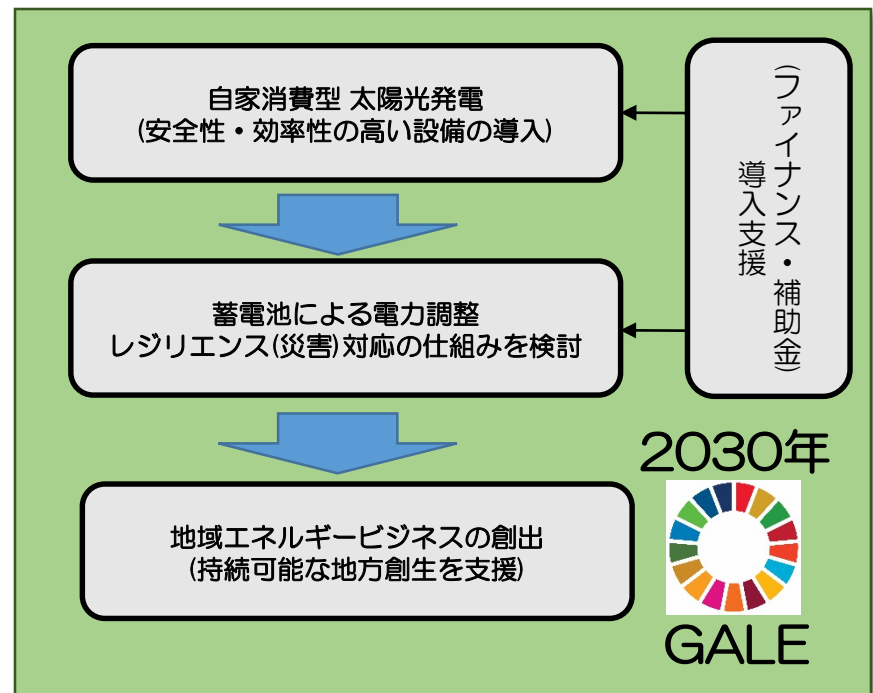 自家消費型 太陽光発電
(安全性・効率性の高い設備の導入)
導入支援
(ファイナンス・補助金)
蓄電池による電力調整
レジリエンス(災害)対応の仕組みを検討
地域エネルギービジネスの創出
(持続可能な地方創生を支援)
2030年
GALE